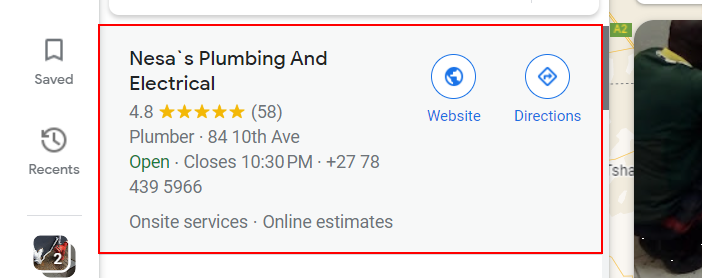 Nesa`s Plumbing And
Electrical
4.8 ★★★★★ (58)
Plumber · 84 10th Ave
Open · Closes 10:30 PM · +27 78
439 5966
Onsite services · Online estimates
Website
Directions
Saved
Recents
2
A2